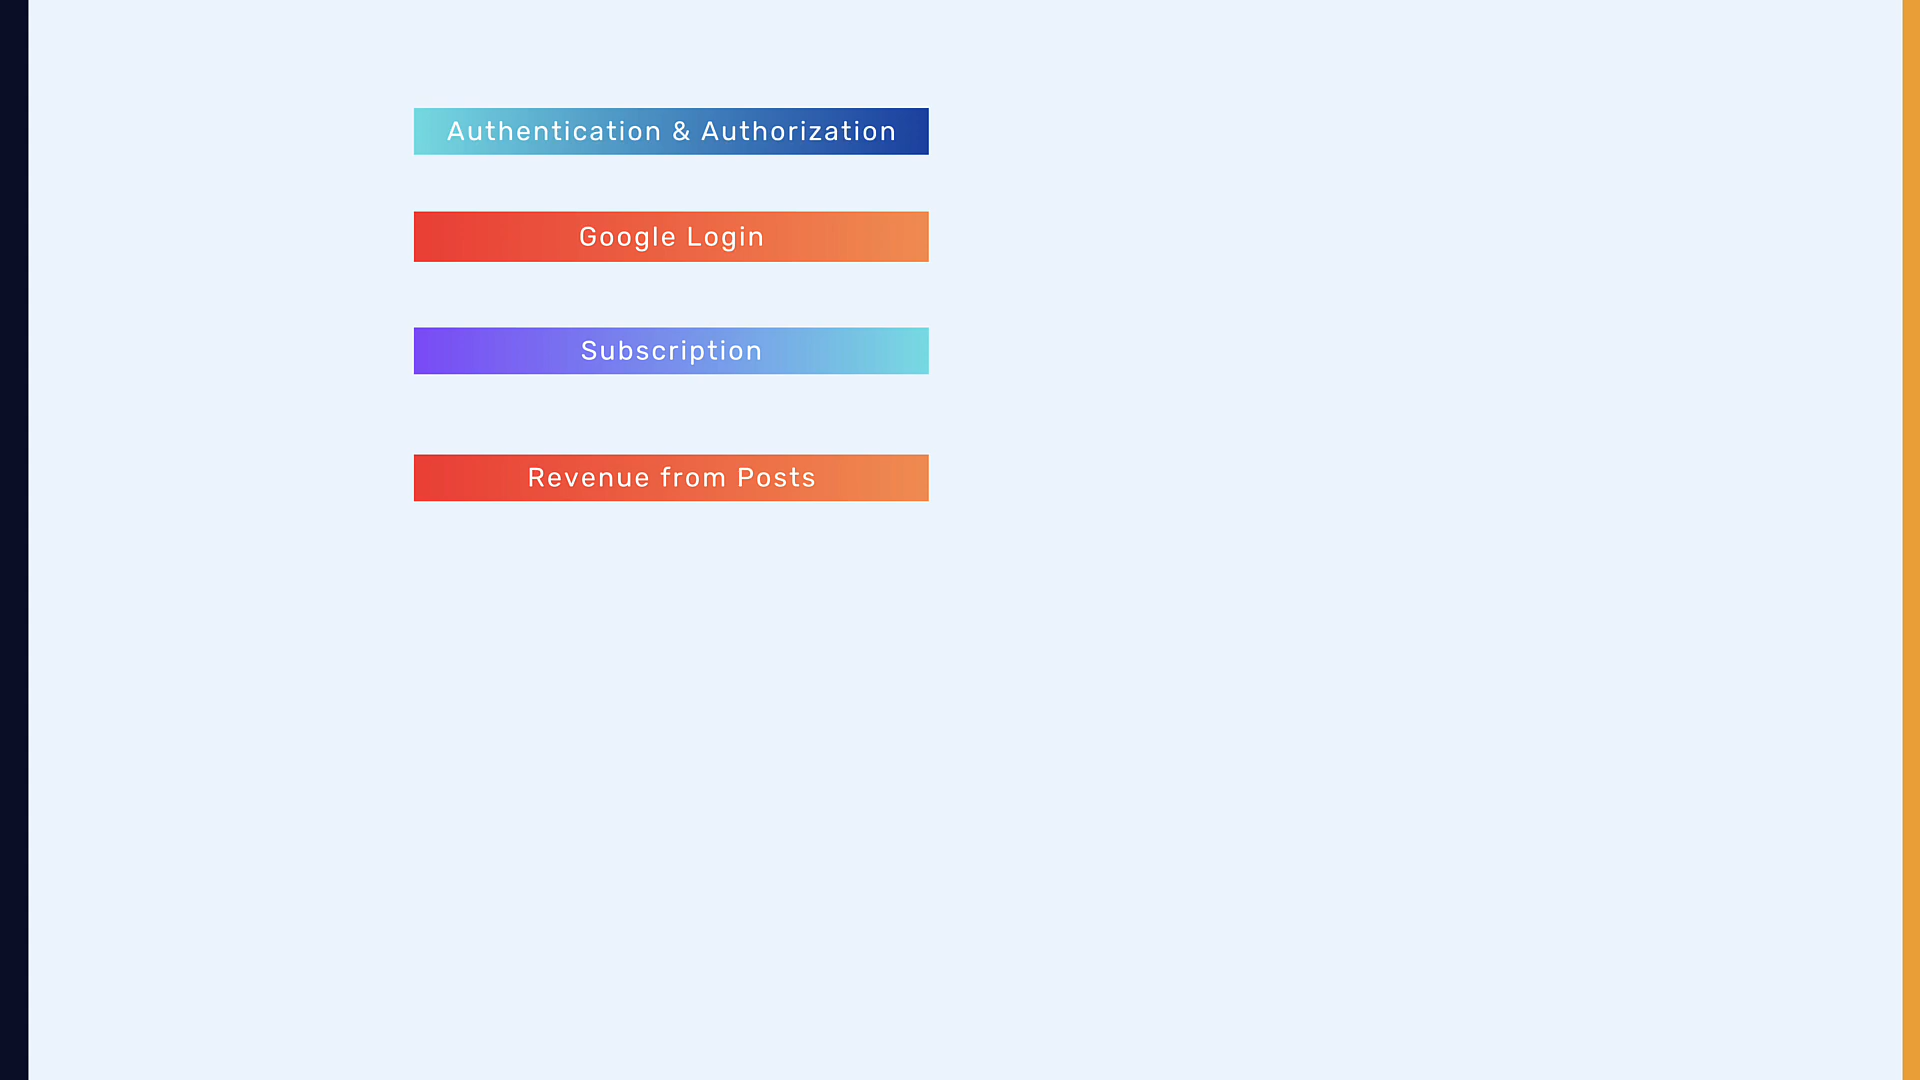 Authentication & Authorization
Google Login
Subscription
Revenue from Posts